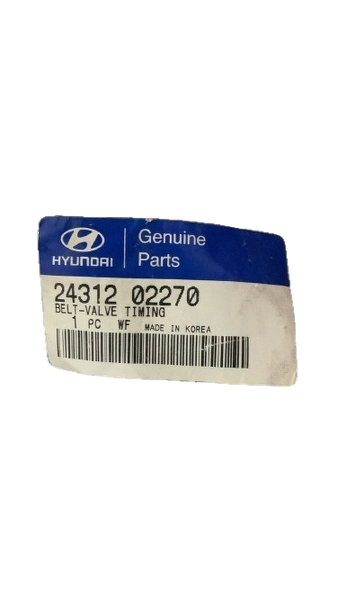 HYUNDAI
Genuine
Parts
24312 02270
BELT-VALVE TIMING
1 PC WF MADE IN KOREA